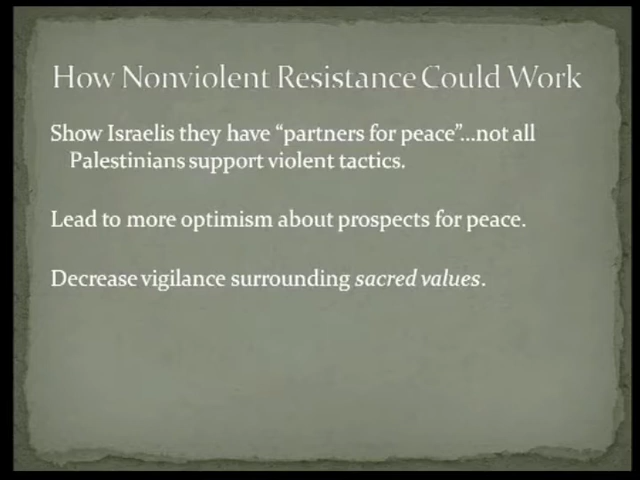 How Nonviolent Resistance Could Work
Show Israelis they have “partners for peace”...not all
Palestinians support violent tactics.
Lead to more optimism about prospects for peace.
Decrease vigilance surrounding sacred values.